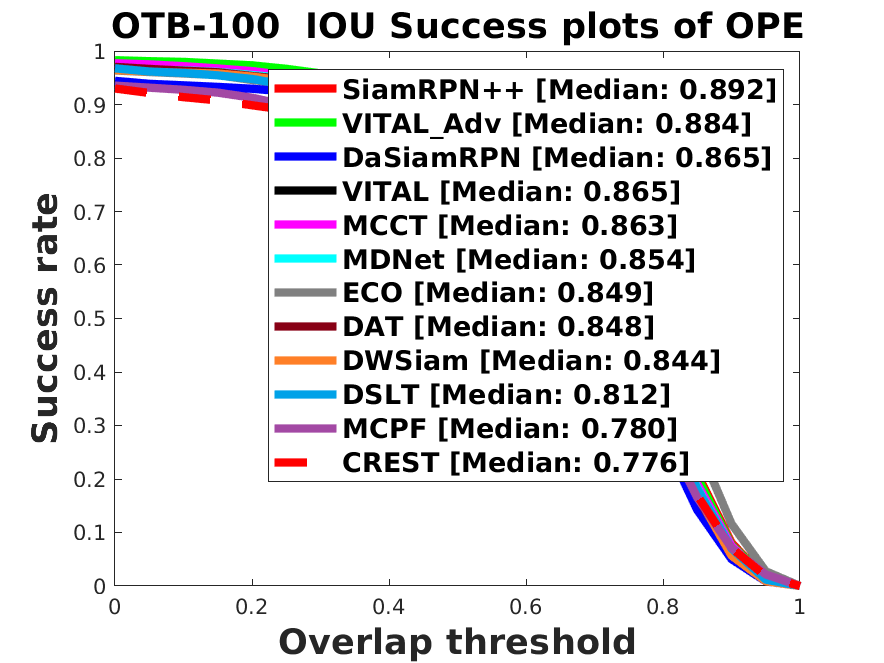 OTB-100  IOU Success plots of OPE
1
0.9
0.8
0.7
0.6
0.5
0.4
0.3
0.2
0.1
0
Success rate
SiamRPN++ [Median: 0.892]
VITAL_Adv [Median: 0.884]
DaSiamRPN [Median: 0.865]
VITAL [Median: 0.865]
MCCT [Median: 0.863]
MDNet [Median: 0.854]
ECO [Median: 0.849]
DAT [Median: 0.848]
DWSiam [Median: 0.844]
DSLT [Median: 0.812]
MCPF [Median: 0.780]
CREST [Median: 0.776]
0 0.2 0.4 0.6 0.8 1
Overlap threshold